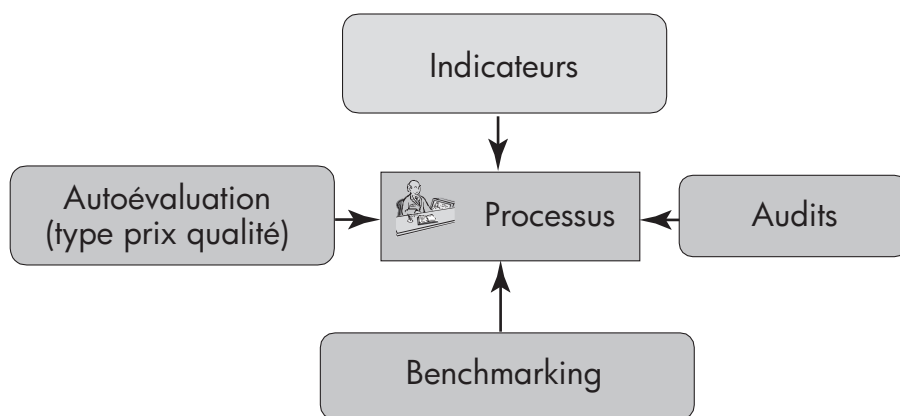 Indicateurs
Autoévaluation
(type prix qualité)
Processus
Audits
Benchmarking